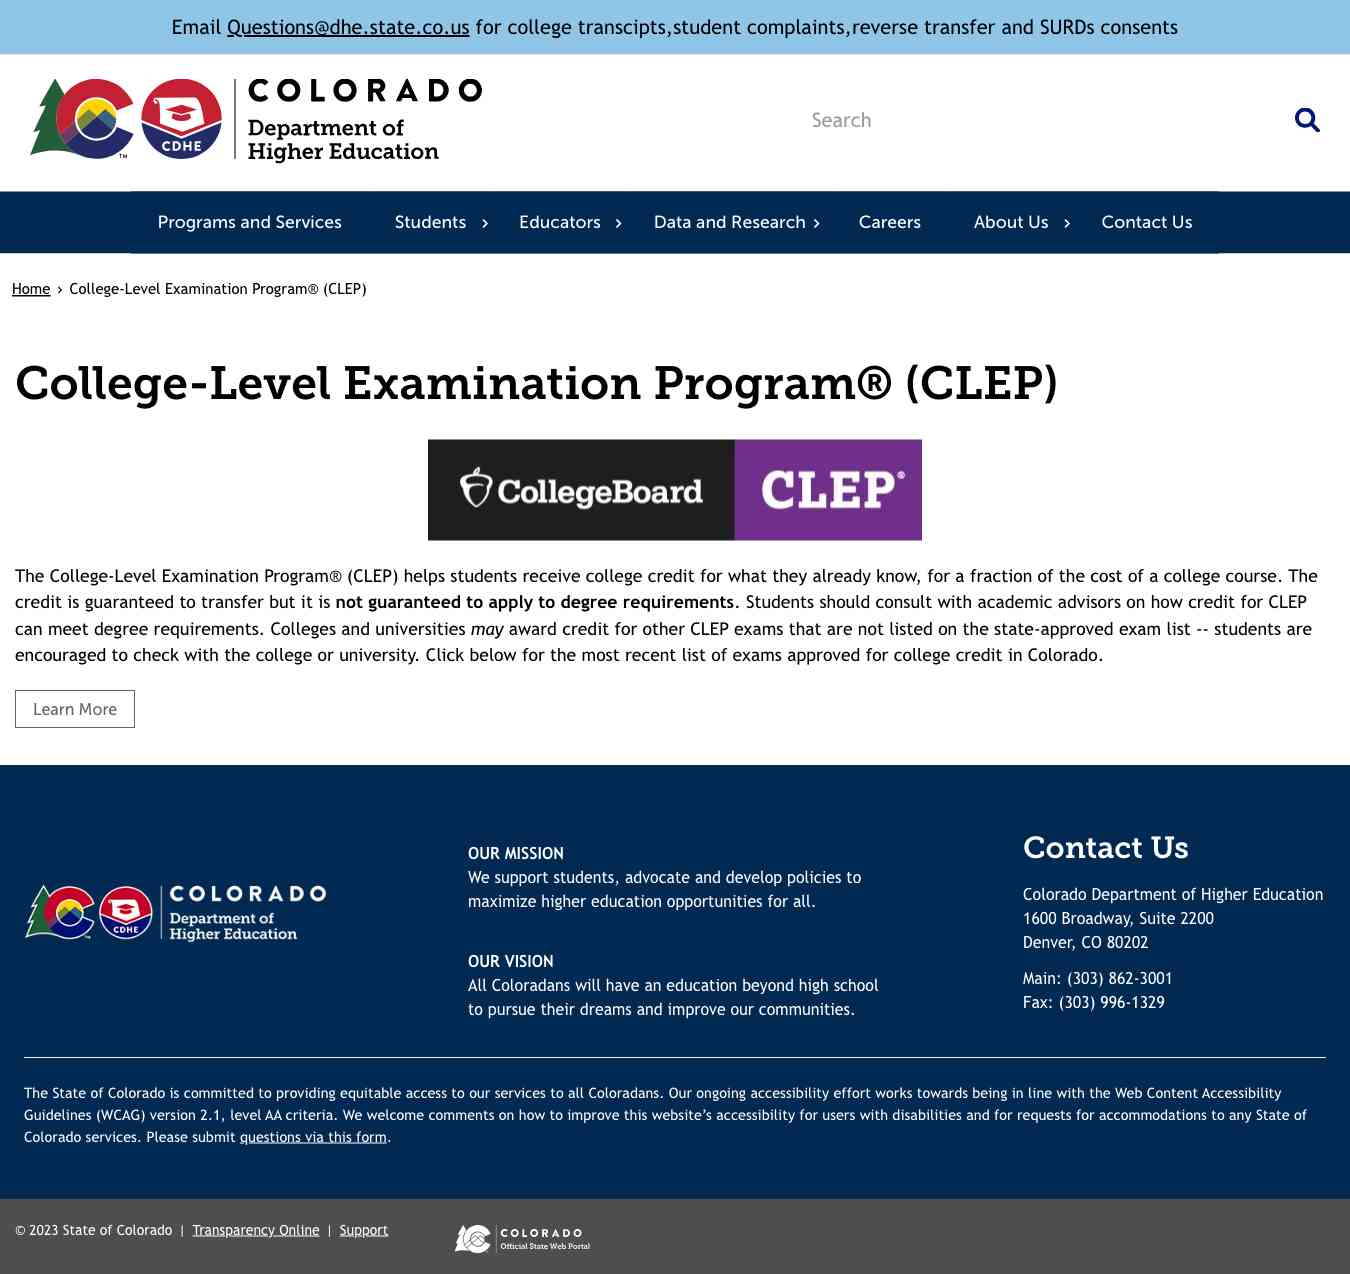 Email Questions@dhe.state.co.us for college transcipts,student complaints,reverse transfer and SURDs consents
COLORADO
Department of
Higher Education
CDHE
TM
Search
Programs and Services Students › Educators › Data and Research › Careers About Us › Contact Us
Home › College-Level Examination Program® (CLEP)
College-Level Examination Program® (CLEP)
CollegeBoard CLEP®
The College-Level Examination Program® (CLEP) helps students receive college credit for what they already know, for a fraction of the cost of a college course. The
credit is guaranteed to transfer but it is not guaranteed to apply to degree requirements. Students should consult with academic advisors on how credit for CLEP
can meet degree requirements. Colleges and universities may award credit for other CLEP exams that are not listed on the state-approved exam list -- students are
encouraged to check with the college or university. Click below for the most recent list of exams approved for college credit in Colorado.
Learn More
COLORADO
Department of
Higher Education
CDHE
TM
OUR MISSION
We support students, advocate and develop policies to
maximize higher education opportunities for all.
OUR VISION
All Coloradans will have an education beyond high school
to pursue their dreams and improve our communities.
Contact Us
Colorado Department of Higher Education
1600 Broadway, Suite 2200
Denver, CO 80202
Main: (303) 862-3001
Fax: (303) 996-1329
The State of Colorado is committed to providing equitable access to our services to all Coloradans. Our ongoing accessibility effort works towards being in line with the Web Content Accessibility
Guidelines (WCAG) version 2.1, level AA criteria. We welcome comments on how to improve this website’s accessibility for users with disabilities and for requests for accommodations to any State of
Colorado services. Please submit questions via this form.
© 2023 State of Colorado | Transparency Online | Support
COLORADO
Official State Web Portal